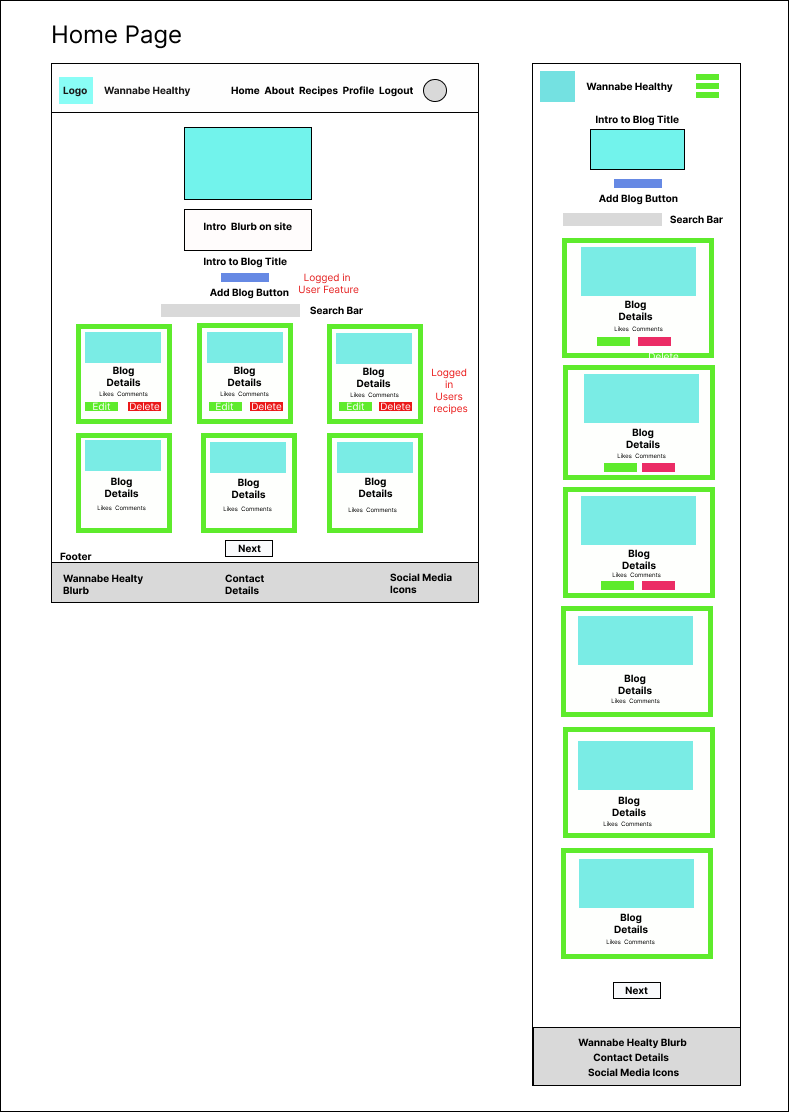 Home Page
Logo
Wannabe Healthy
Home About Recipes Profile Logout
Intro Blurb on site
Intro to Blog Title
Add Blog Button
Logged in
User Feature
Search Bar
Blog
Details
Likes Comments
Edit Delete
Blog
Details
Likes Comments
Edit Delete
Blog
Details
Likes Comments
Edit Delete
Logged
in
Users
recipes
Blog
Details
Likes Comments
Blog
Details
Likes Comments
Blog
Details
Likes Comments
Next
Footer
Wannabe Healty
Blurb
Contact
Details
Social Media
Icons
Wannabe Healthy
Intro to Blog Title
Add Blog Button
Search Bar
Blog
Details
Likes Comments
Delete
Blog
Details
Likes Comments
Blog
Details
Likes Comments
Blog
Details
Likes Comments
Blog
Details
Likes Comments
Blog
Details
Likes Comments
Next
Wannabe Healty Blurb
Contact Details
Social Media Icons